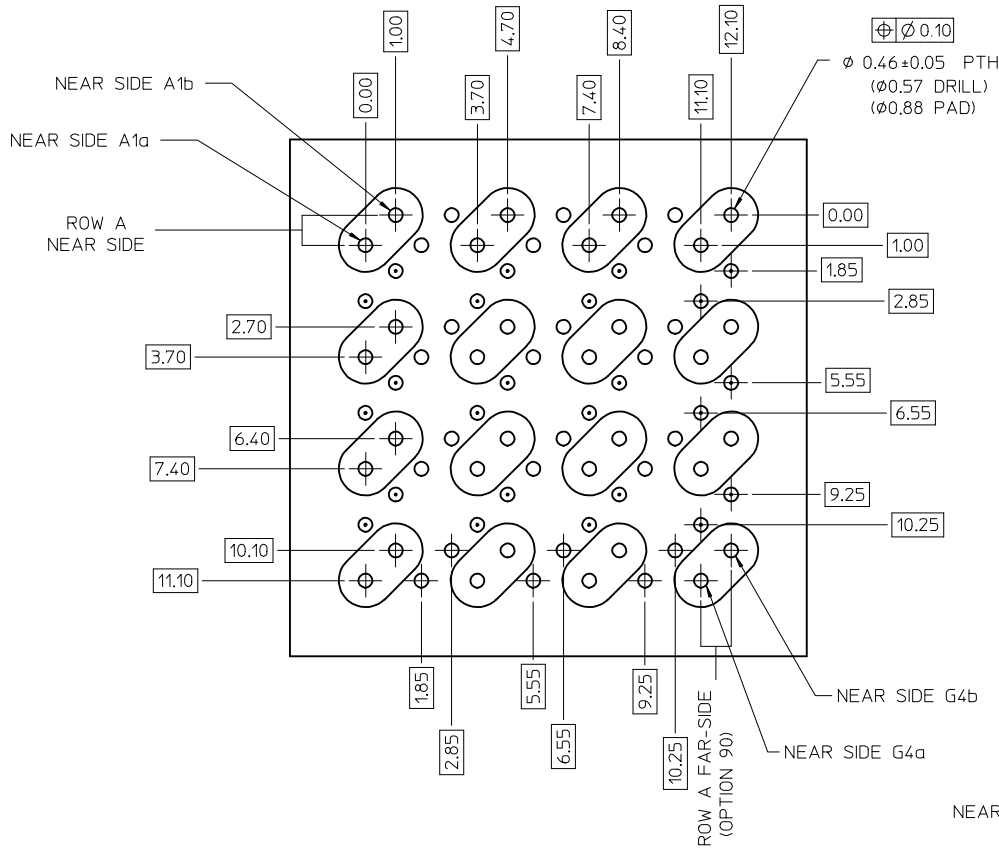 1.00
4.70
8.40
12.10
⌖ Ø 0.10
Ø 0.46±0.05 PTH
(Ø0.57 DRILL)
(Ø0.88 PAD)
NEAR SIDE A1b
0.00
3.70
7.40
11.10
NEAR SIDE A1a
ROW A
NEAR SIDE
0.00
1.00
1.85
2.85
2.70
3.70
5.55
6.55
6.40
7.40
9.25
10.25
10.10
11.10
1.85
2.85
5.55
6.55
9.25
10.25
ROW A FAR-SIDE
(OPTION 90)
NEAR SIDE G4b
NEAR SIDE G4a
NEAR